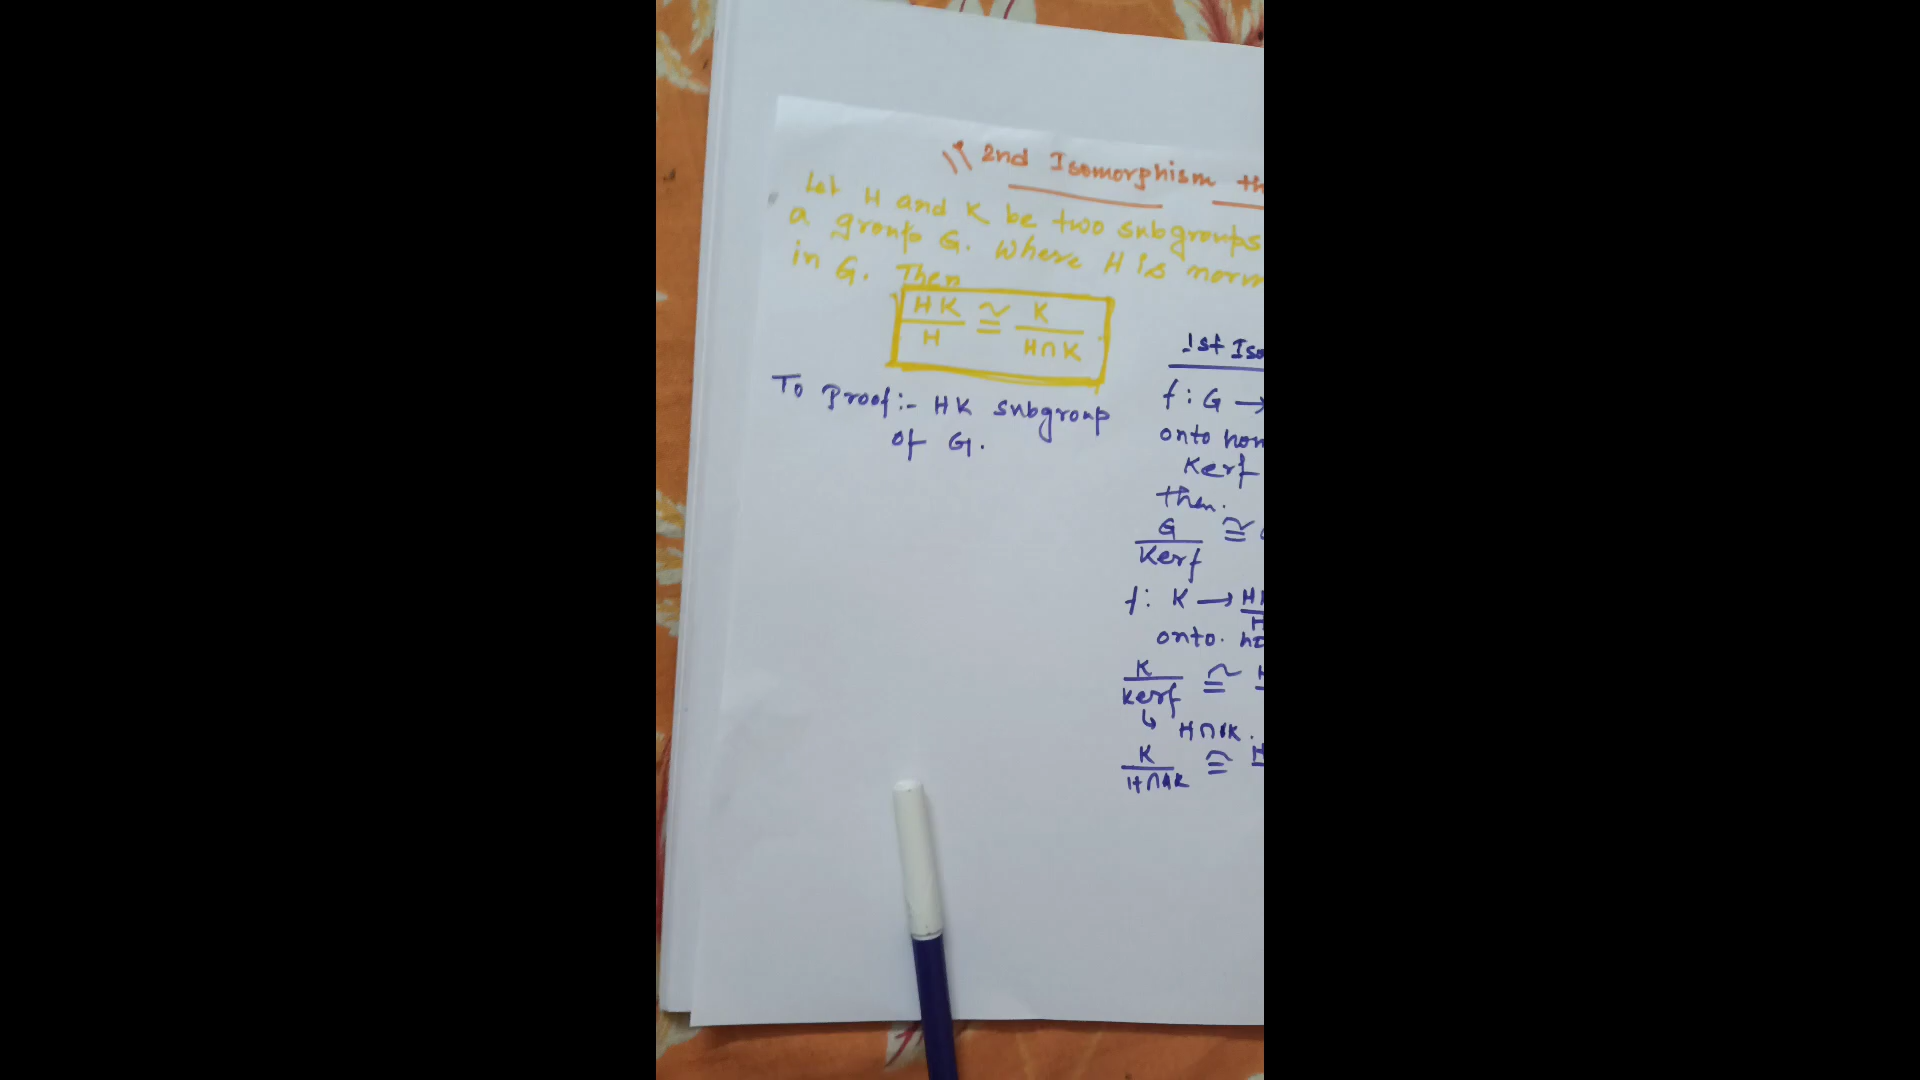 2nd Isomorphism
Let H and K be two subgroups
a group G. Where H is
in G. Then
HK/H ≅ K/H∩K
To Proof:- HK subgroup
of G.
1st
f: G →
onto
Kerf
then.
G/Kerf ≅
f: K →
onto.
K/Kerf ≅
↳ H∩K.
K/H∩K ≅